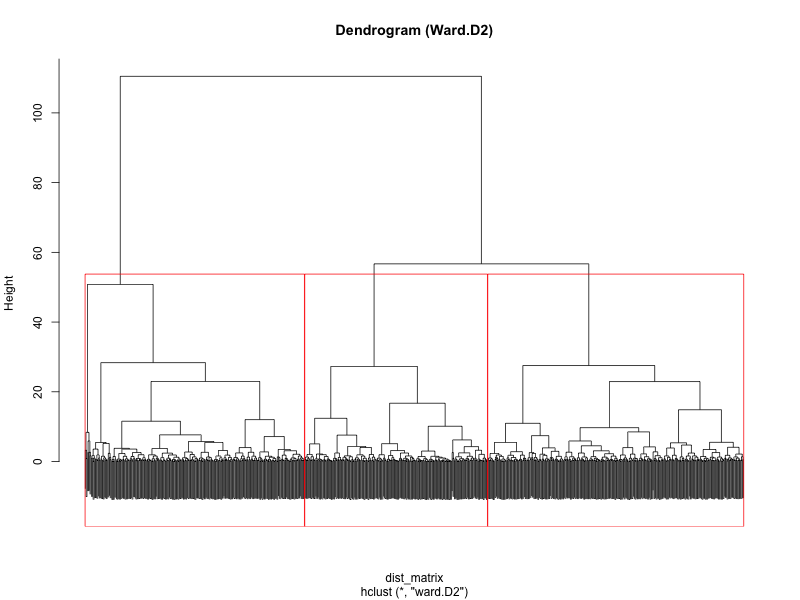 Dendrogram (Ward.D2)
Height
100
80
60
40
20
0
dist_matrix
hclust (*, "ward.D2")